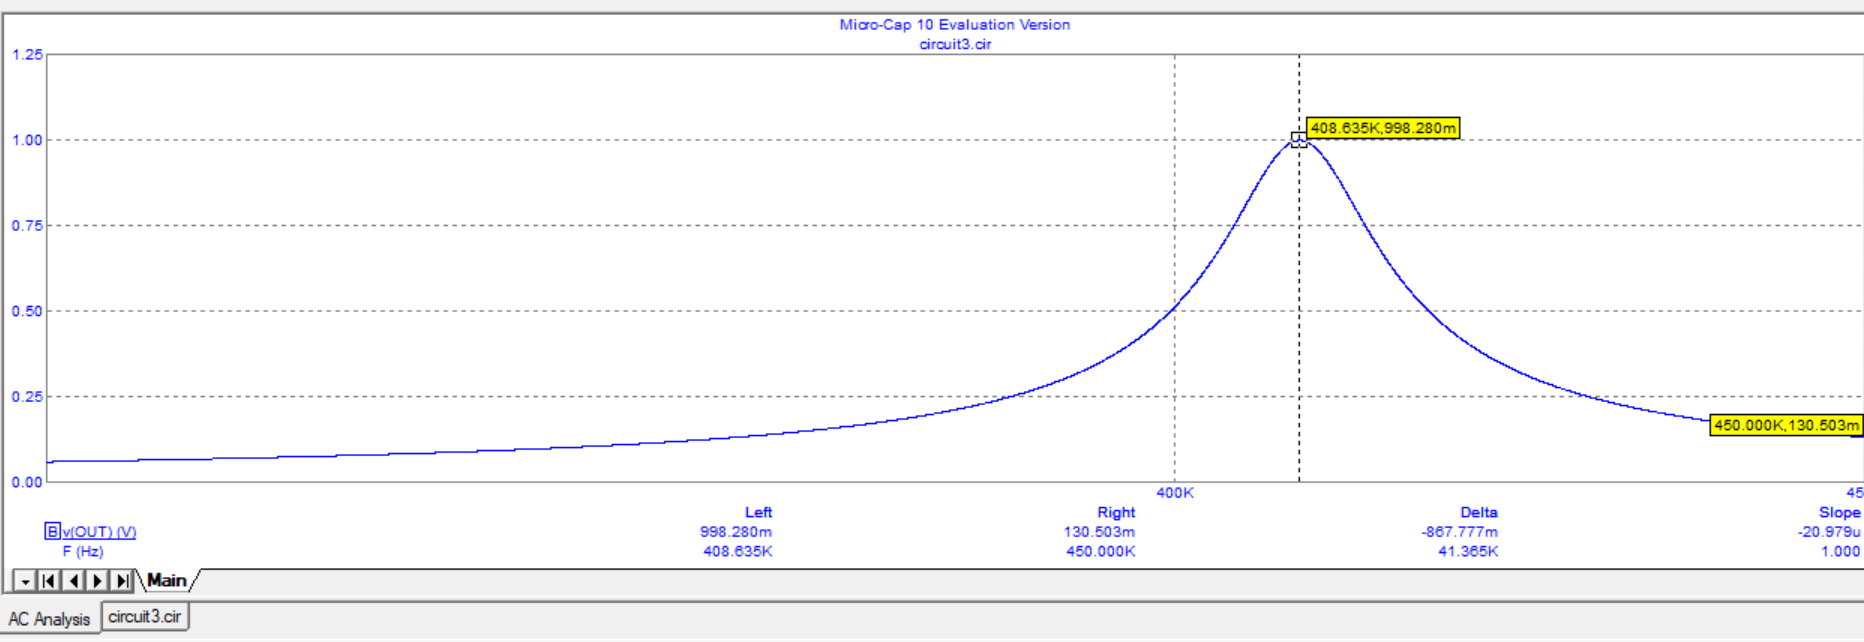 Micro-Cap 10 Evaluation Version
circuit3.cir
1.25
408.635K,998.280m
1.00
0.75
0.50
0.25
450.000K,130.503m
0.00
400K 45
Left Right Delta Slope
B v(OUT) (V) 998.280m 130.503m -867.777m -20.979u
F (Hz) 408.635K 450.000K 41.365K 1.000
Main
AC Analysis circuit3.cir